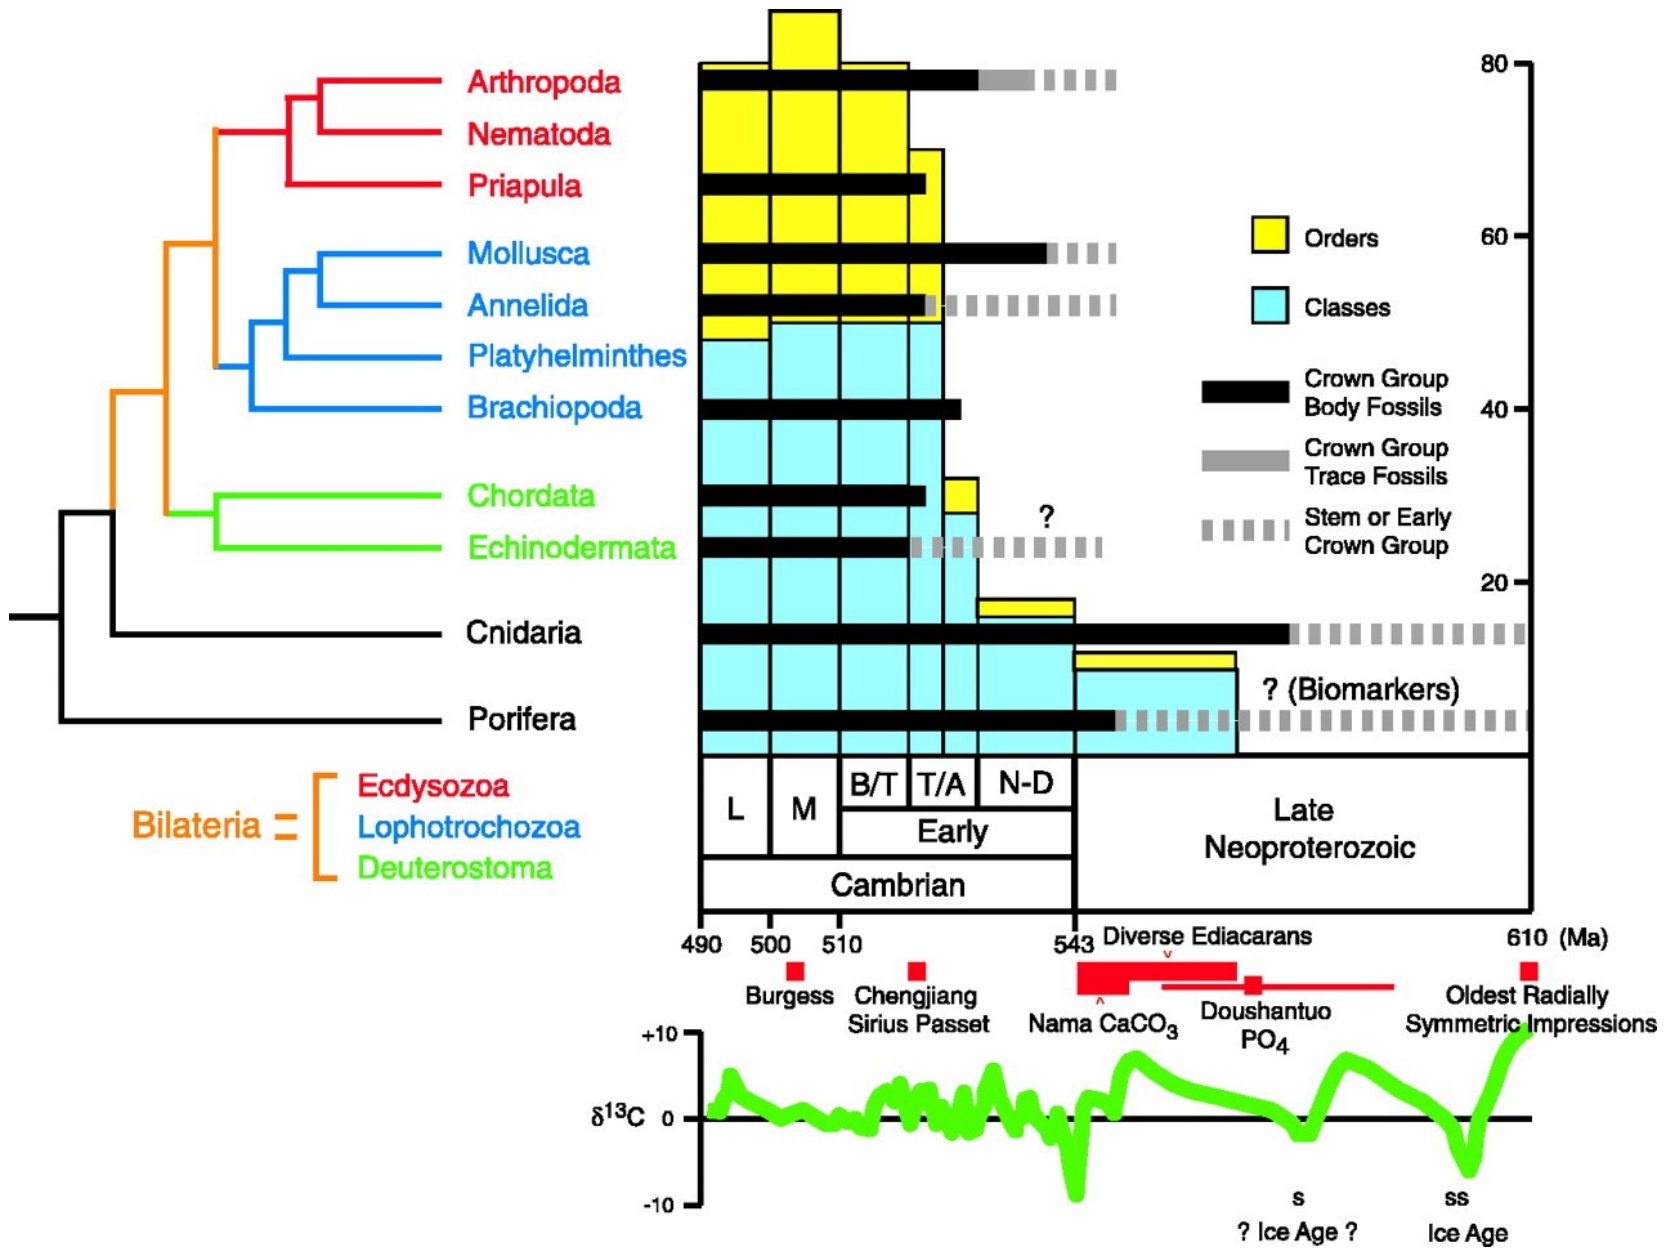 Arthropoda
Nematoda
Priapula
Mollusca
Annelida
Platyhelminthes
Brachiopoda
Chordata
Echinodermata
Cnidaria
Porifera
Bilateria =
Ecdysozoa
Lophotrochozoa
Deuterostoma
80
60
40
20
Orders
Classes
Crown Group
Body Fossils
Crown Group
Trace Fossils
Stem or Early
Crown Group
?
? (Biomarkers)
L
M
B/T
T/A
N-D
Early
Cambrian
Late
Neoproterozoic
490
500
510
543
610 (Ma)
Diverse Ediacarans
Burgess
Chengjiang
Sirius Passet
Nama CaCO3
Doushantuo
PO4
Oldest Radially
Symmetric Impressions
+10
δ13C 0
-10
s
? Ice Age ?
ss
Ice Age